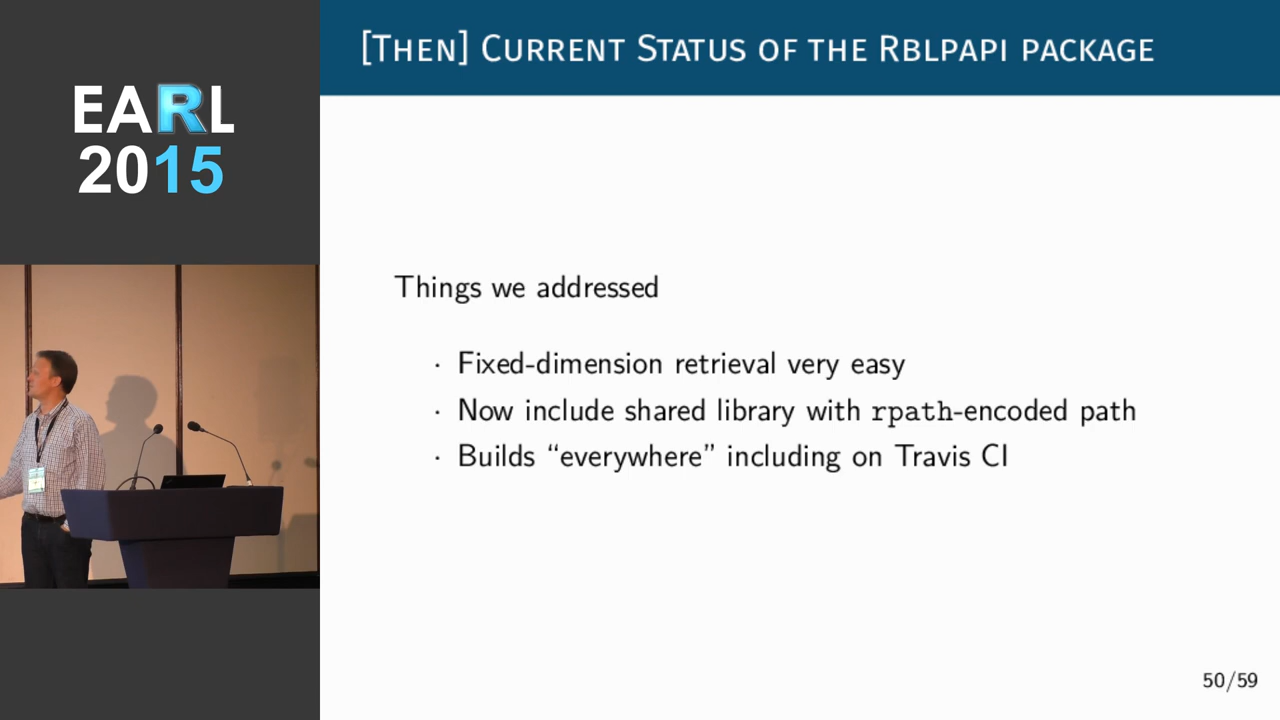 EARL
2015
[Then] Current Status of the Rblpapi package
Things we addressed
· Fixed-dimension retrieval very easy
· Now include shared library with rpath-encoded path
· Builds “everywhere” including on Travis CI
50/59